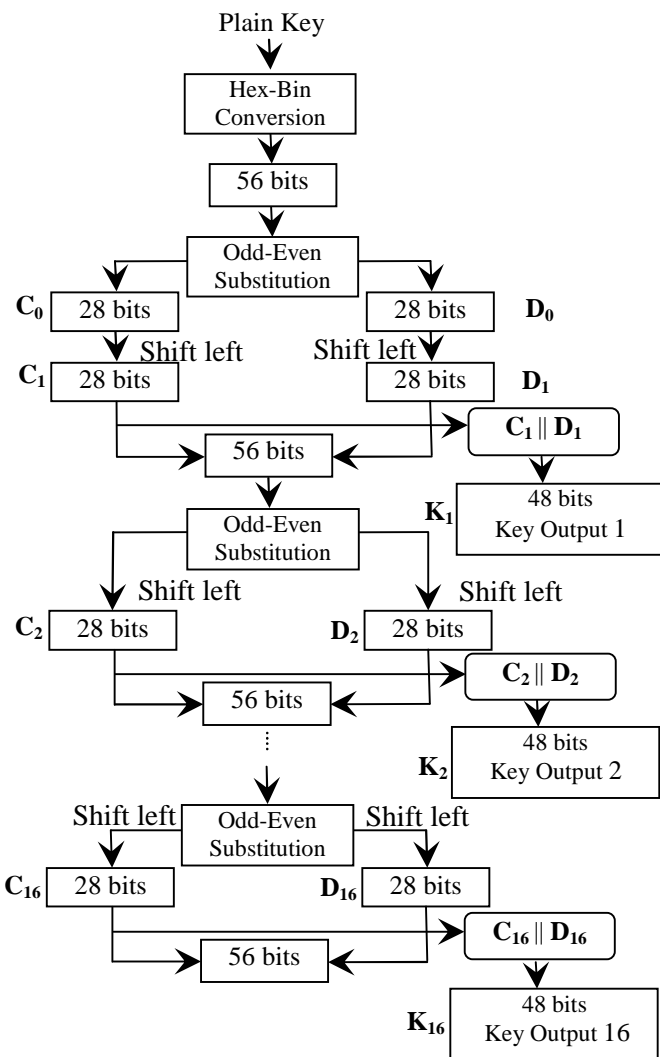 Plain Key
Hex-Bin
Conversion
56 bits
Odd-Even
Substitution
C0 28 bits 28 bits D0
Shift left Shift left
C1 28 bits 28 bits D1
C1 || D1
56 bits
48 bits
K1 Key Output 1
Odd-Even
Substitution
Shift left Shift left
C2 28 bits D2 28 bits
C2 || D2
56 bits
48 bits
K2 Key Output 2
Shift left Odd-Even Shift left
Substitution
C16 28 bits D16 28 bits
C16 || D16
56 bits
48 bits
K16 Key Output 16